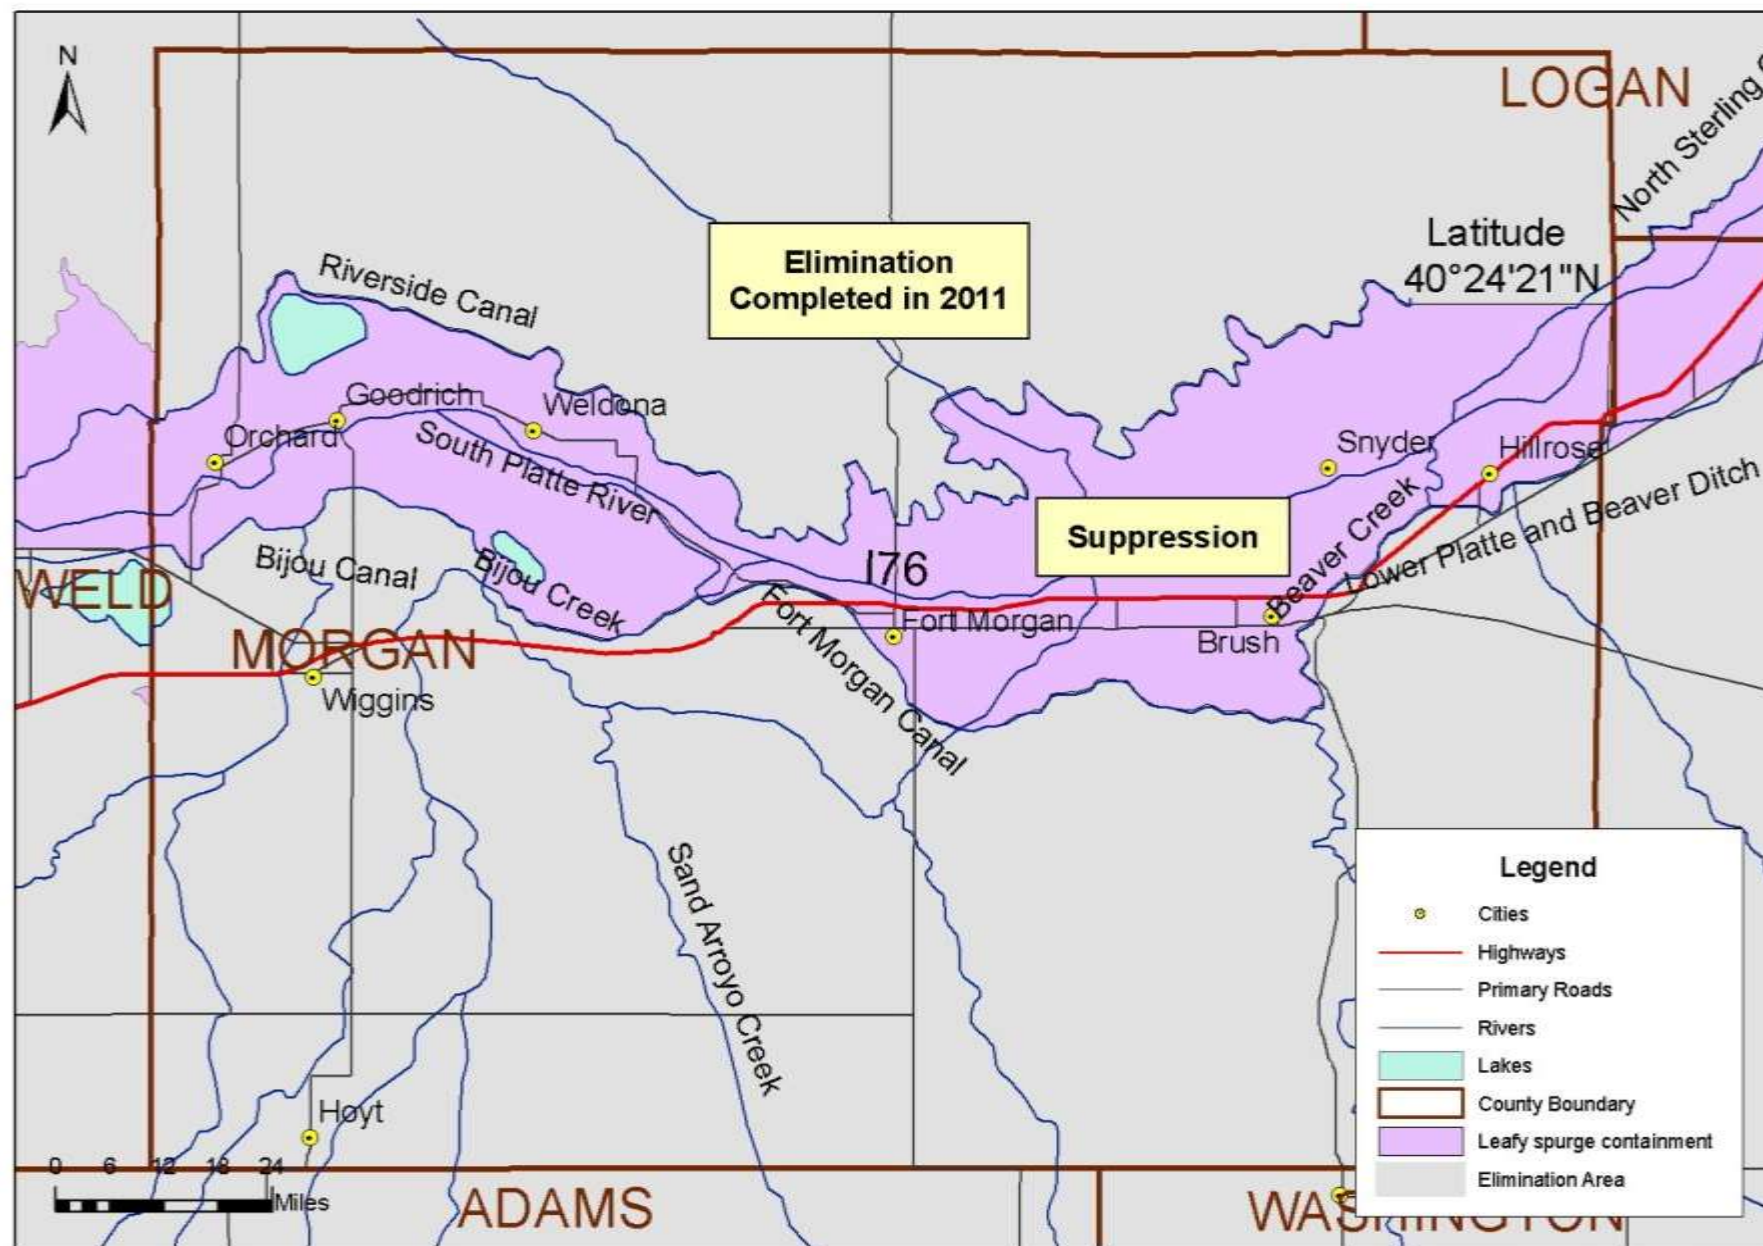 N
LOGAN
North Sterling
Latitude
40°24'21"N
Elimination
Completed in 2011
Riverside Canal
Goodrich
Weldona
Orchard
South Platte River
Snyder
Hillrose
Suppression
Beaver Creek
Lower Platte and Beaver Ditch
Bijou Canal
Bijou Creek
I76
WELD
MORGAN
Fort Morgan
Brush
Wiggins
Fort Morgan Canal
Sand Arroyo Creek
Hoyt
0 6 12 18 24
Miles
ADAMS
WASHINGTON
Legend
Cities
Highways
Primary Roads
Rivers
Lakes
County Boundary
Leafy spurge containment
Elimination Area